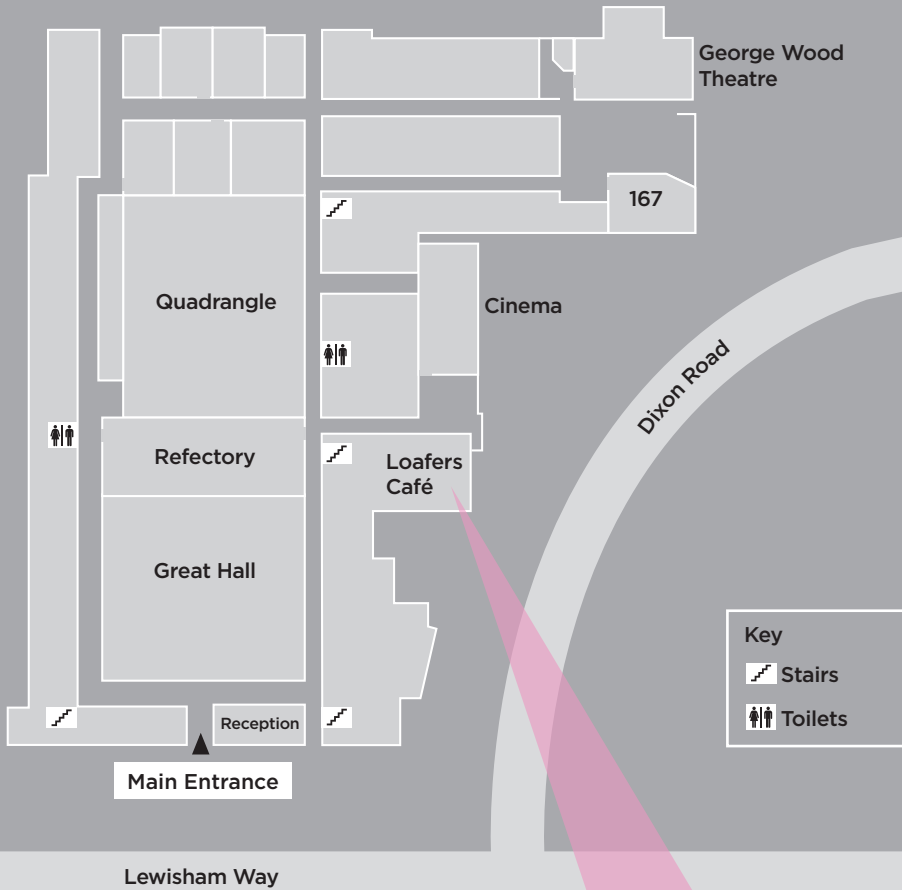 George Wood
Theatre
167
Quadrangle
Cinema
Dixon Road
Refectory
Loafers
Café
Great Hall
Key
Stairs
Toilets
Reception
Main Entrance
Lewisham Way